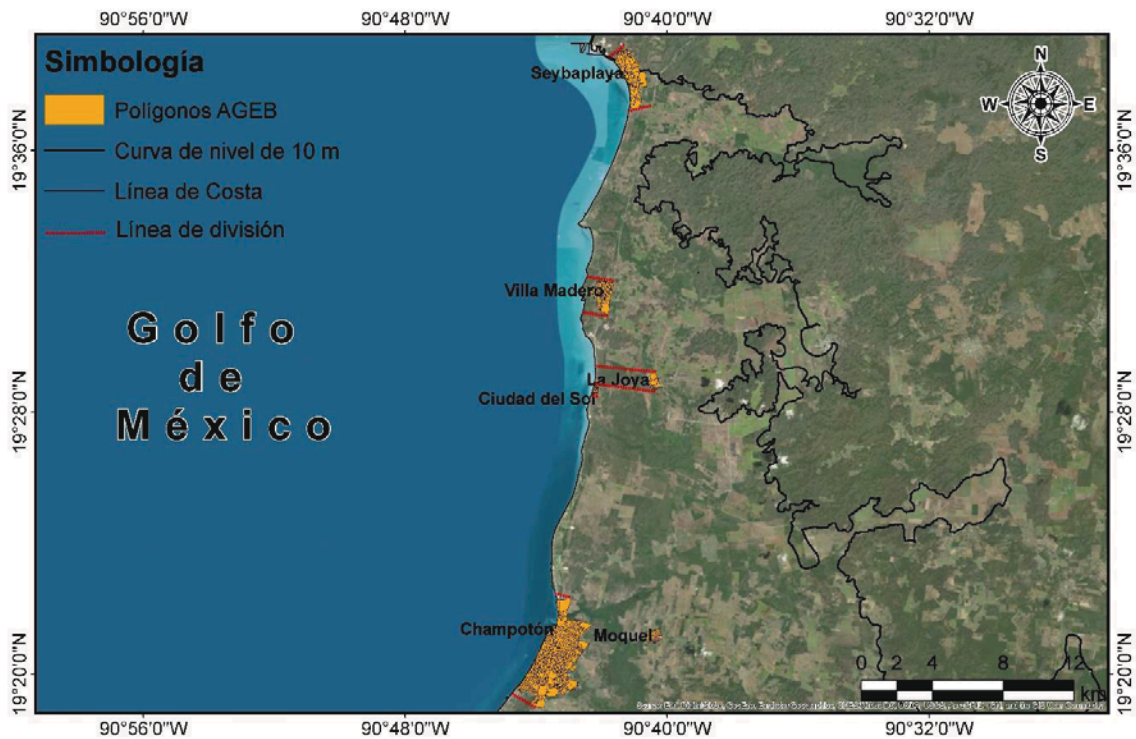 90°56'0"W 90°48'0"W 90°40'0"W 90°32'0"W
Simbología
Polígonos AGEB
Curva de nivel de 10 m
Línea de Costa
Línea de división
Seybaplaya
N
W E
S
19°36'0"N 19°36'0"N
Villa Madero
Golfo
de
México
La Joya
Ciudad del Sol
19°28'0"N 19°28'0"N
Champotón
Moquel
19°20'0"N 19°20'0"N
0 2 4 8 12
km
90°56'0"W 90°48'0"W 90°40'0"W 90°32'0"W